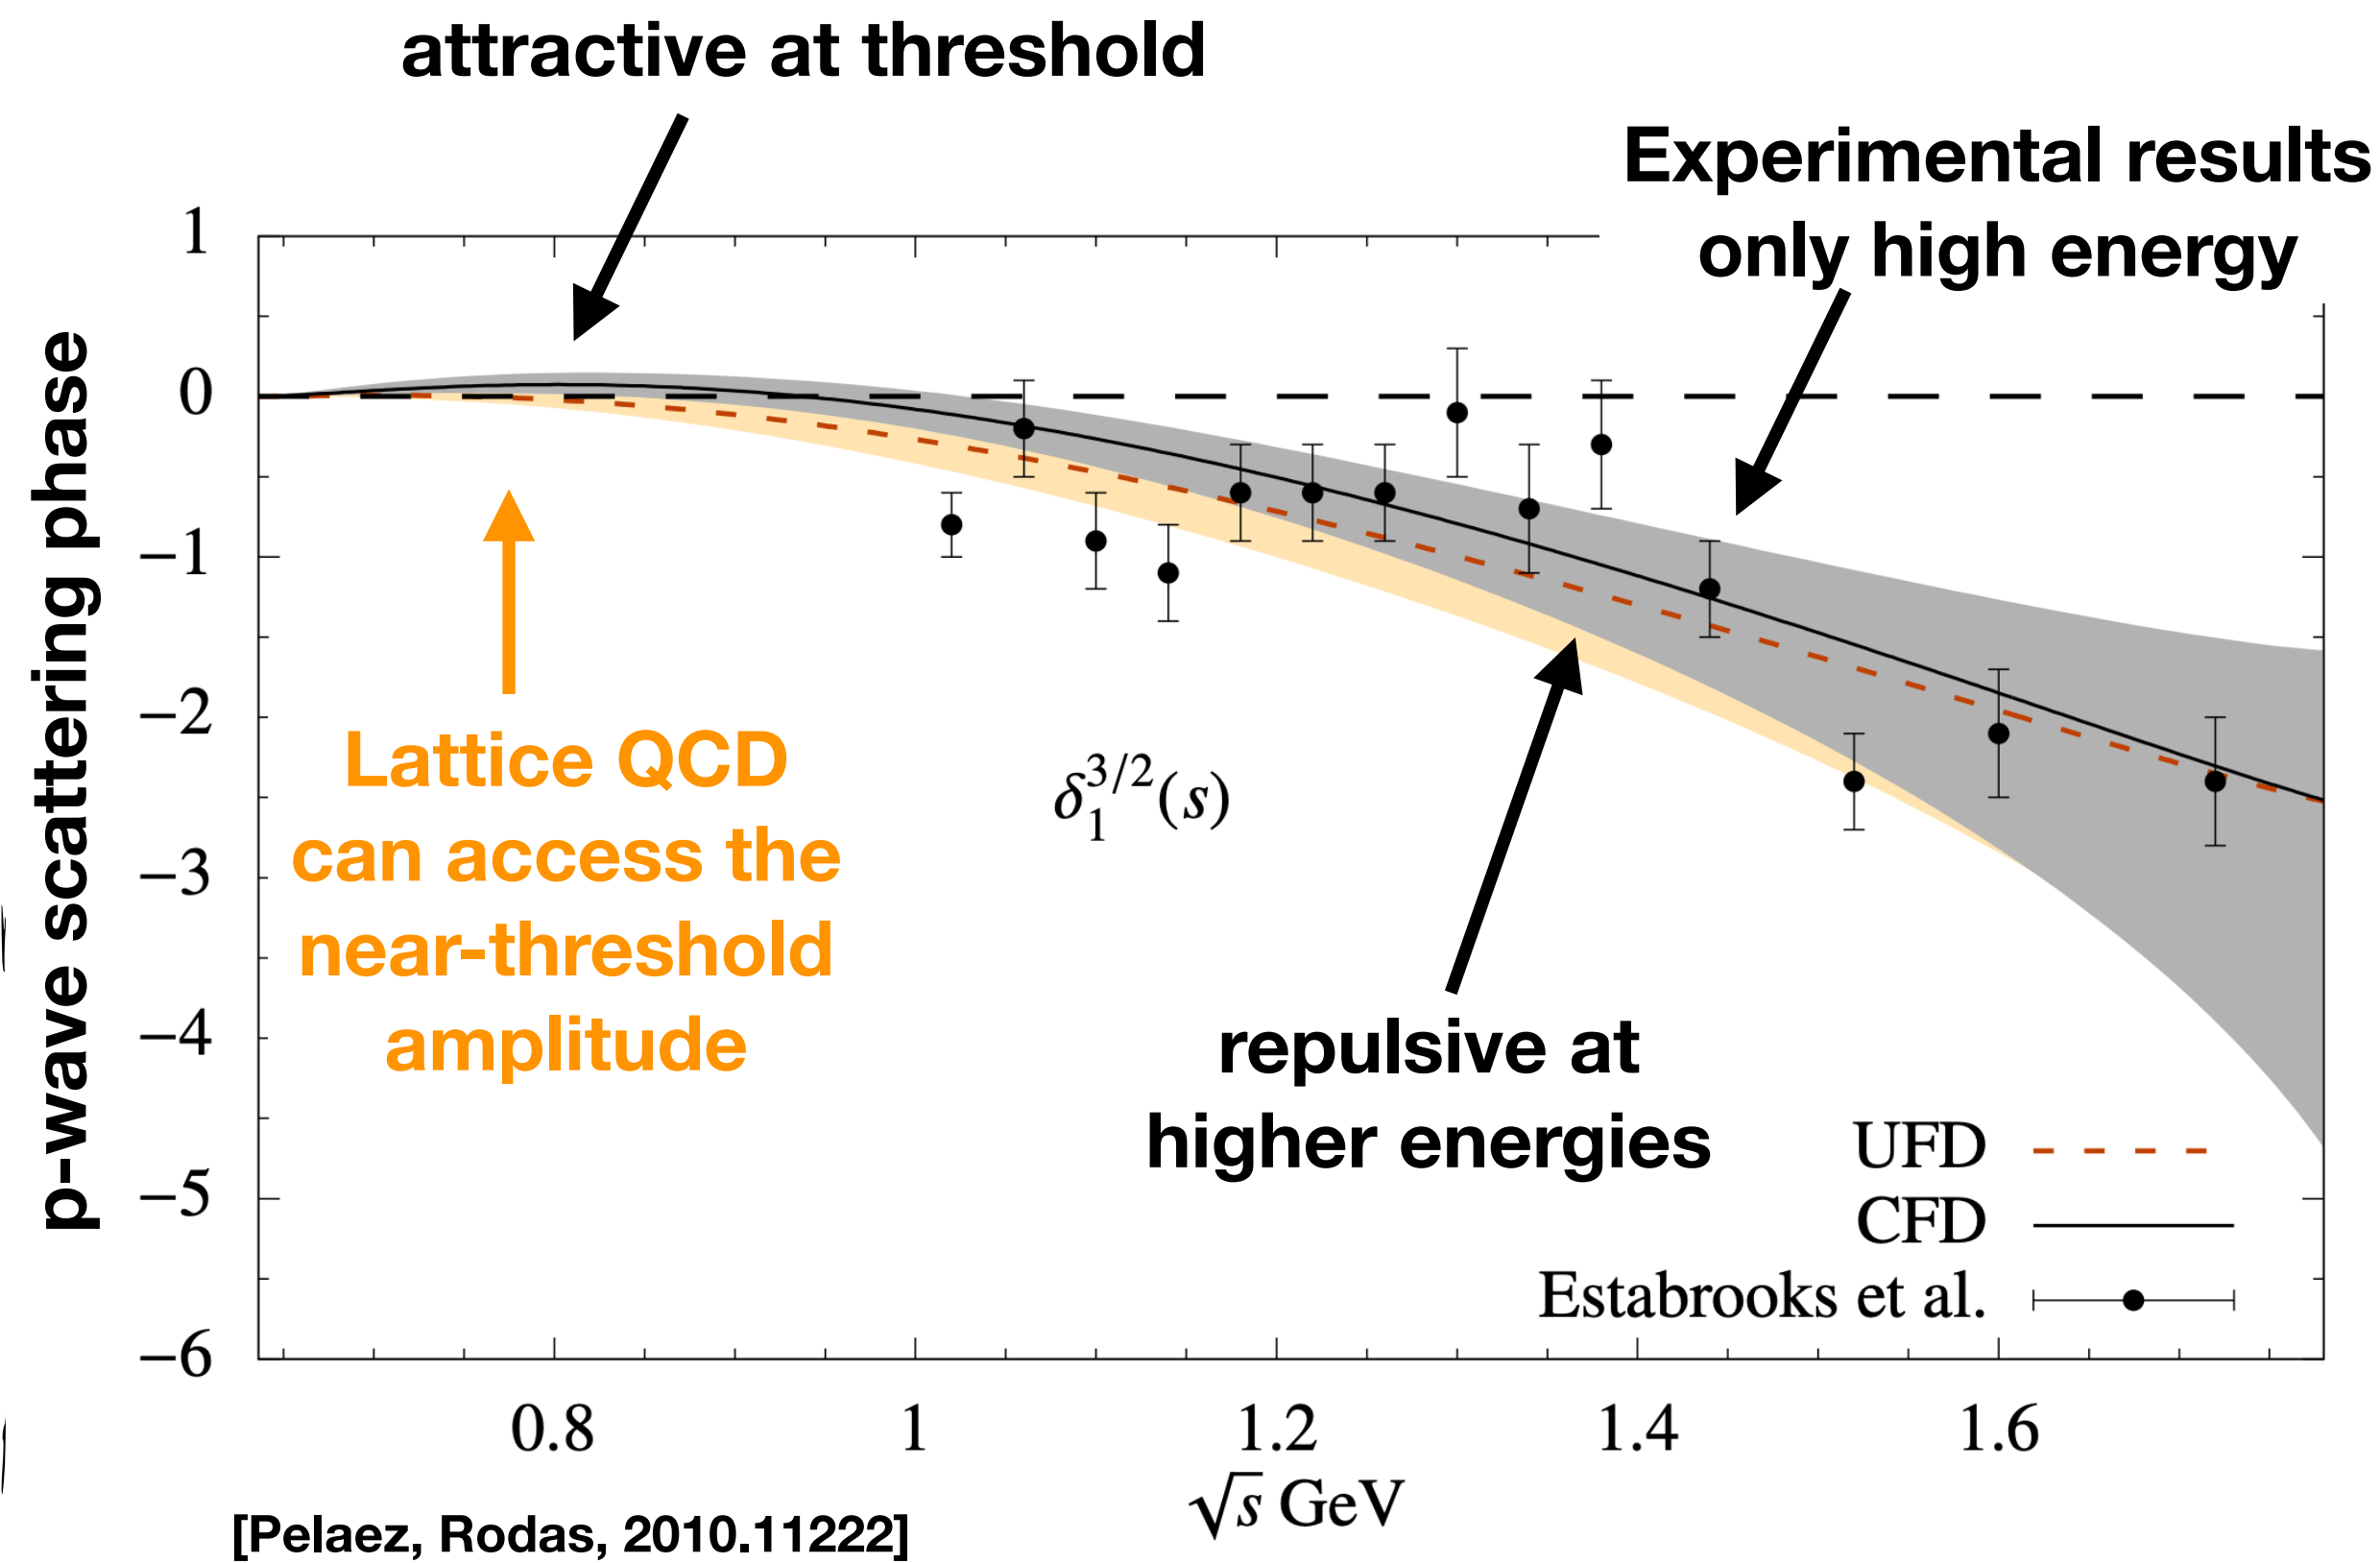 attractive at threshold
Experimental results
only high energy
p-wave scattering phase
1
0
−1
−2
−3
−4
−5
−6
Lattice QCD
can access the
near-threshold
amplitude
δ₁^{3/2}(s)
repulsive at
higher energies
UFD
CFD
Estabrooks et al.
0.8 1 1.2 1.4 1.6
√s GeV
[Pelaez, Rodas, 2010.11222]